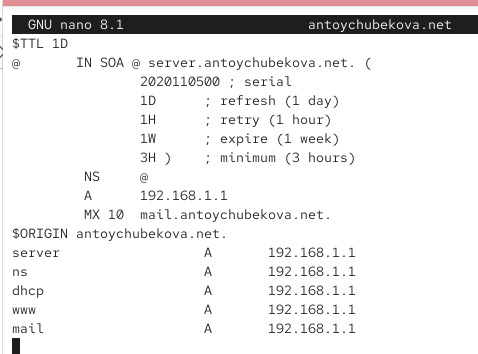 GNU nano 8.1 antoychubekova.net
$TTL 1D
@ IN SOA @ server.antoychubekova.net. (
2020110500 ; serial
1D ; refresh (1 day)
1H ; retry (1 hour)
1W ; expire (1 week)
3H ) ; minimum (3 hours)
NS @
A 192.168.1.1
MX 10 mail.antoychubekova.net.
$ORIGIN antoychubekova.net.
server A 192.168.1.1
ns A 192.168.1.1
dhcp A 192.168.1.1
www A 192.168.1.1
mail A 192.168.1.1